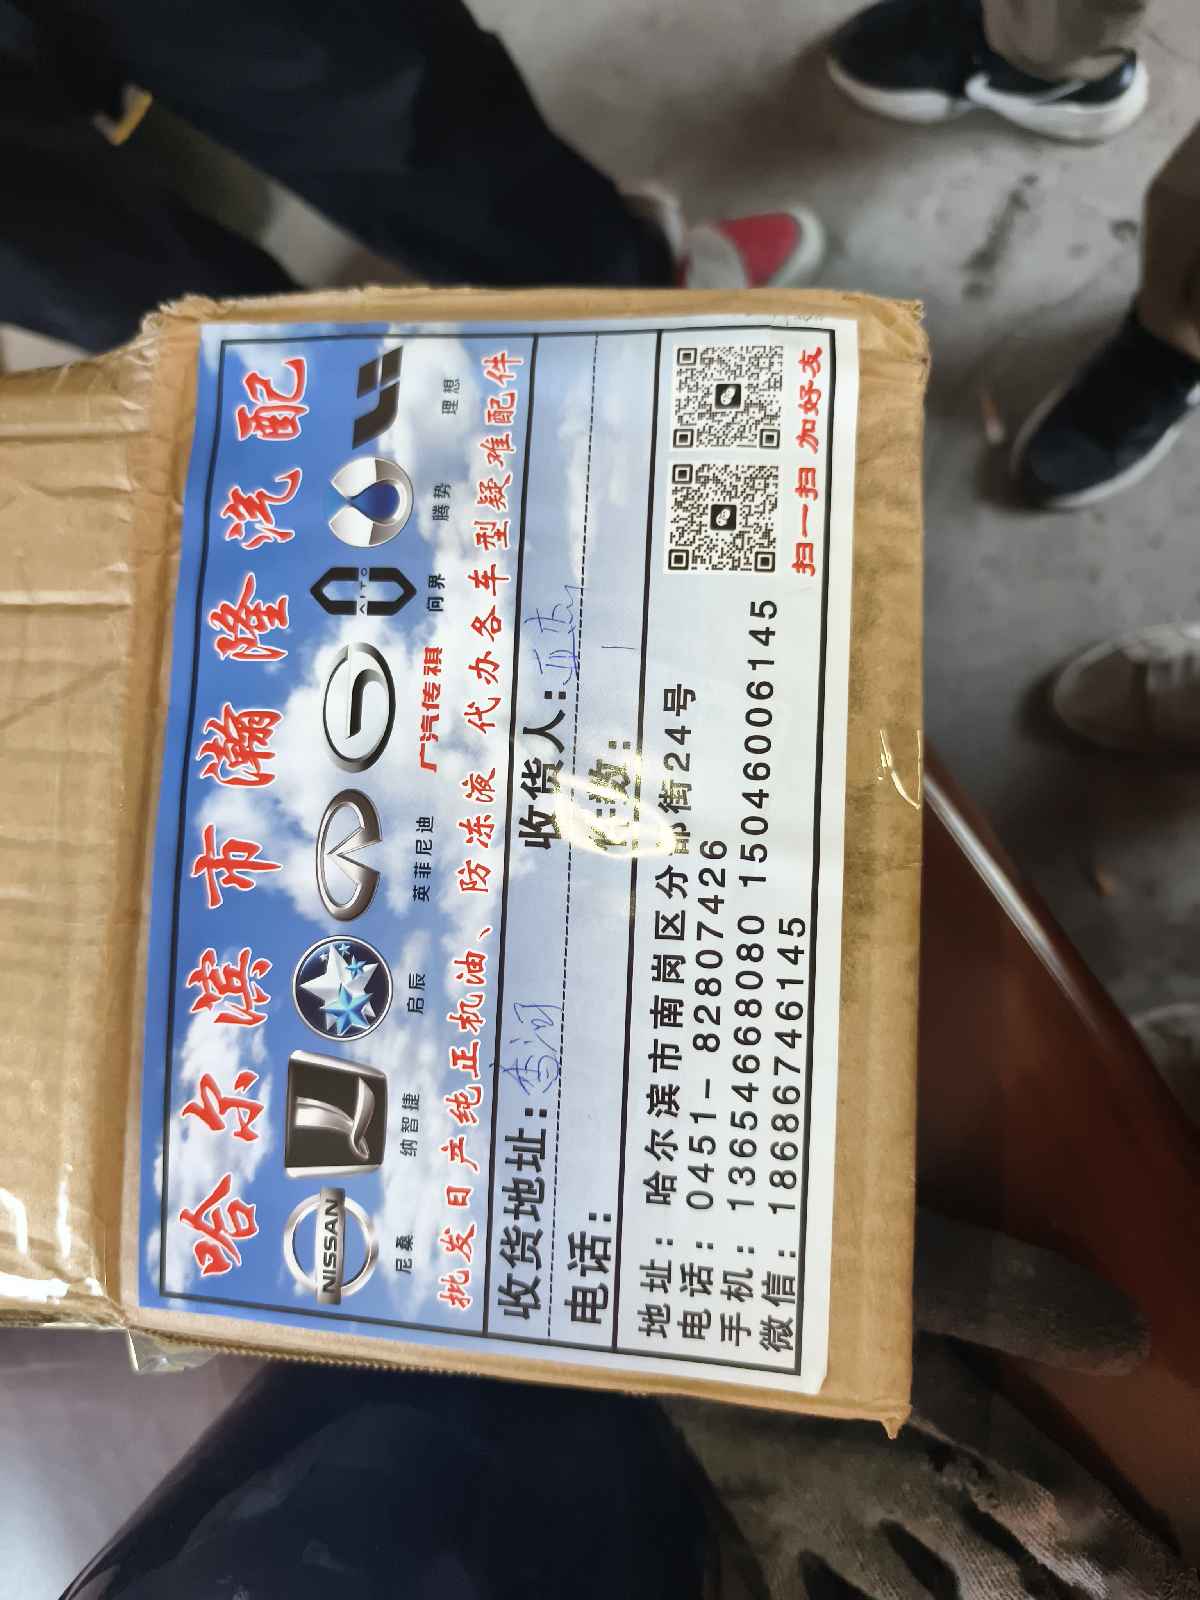 哈尔滨市瀚隆汽配
NISSAN
AITO
尼桑 纳智捷 启辰 英菲尼迪 广汽传祺 问界 腾势 理想
批发日产纯正机油、防冻液 代办各车型疑难配件
收货地址: 收货人:
电话: 件数: 1
地址: 哈尔滨市南岗区分部街24号
电话: 0451-82807426
手机: 13654668080 15046006145
微信: 18686746145
扫一扫 加好友